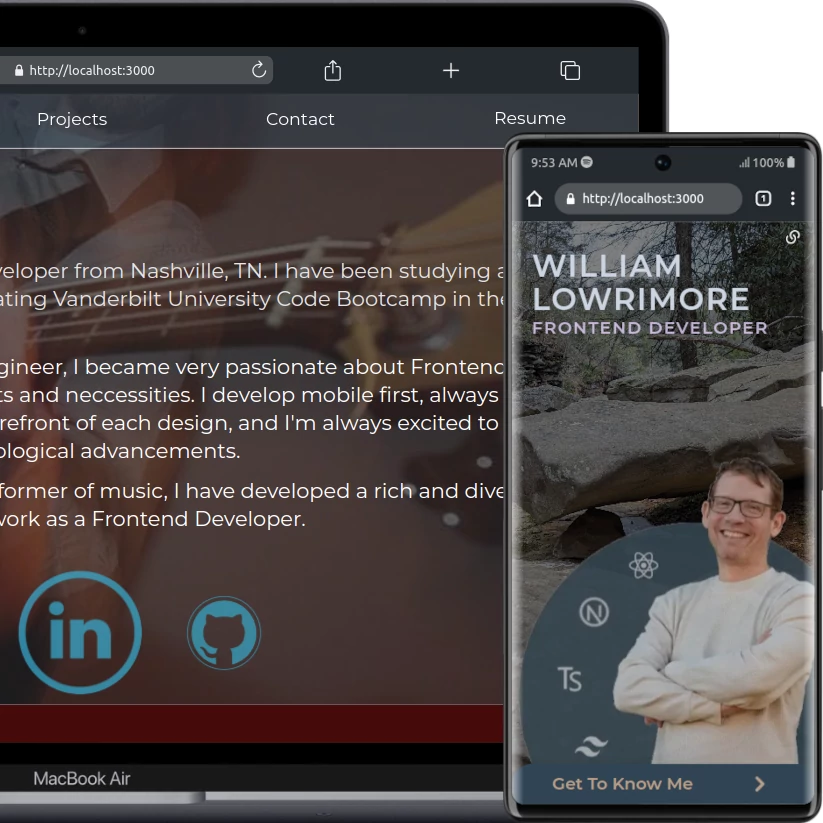 http://localhost:3000
Projects
Contact
Resume
veloper from Nashville, TN. I have been studying a
ating Vanderbilt University Code Bootcamp in the
gineer, I became very passionate about Frontend
ts and neccessities. I develop mobile first, always
refront of each design, and I'm always excited to
ological advancements.
former of music, I have developed a rich and dive
work as a Frontend Developer.
in
MacBook Air
9:53 AM
100%
http://localhost:3000
1
WILLIAM
LOWRIMORE
FRONTEND DEVELOPER
N
Ts
Get To Know Me